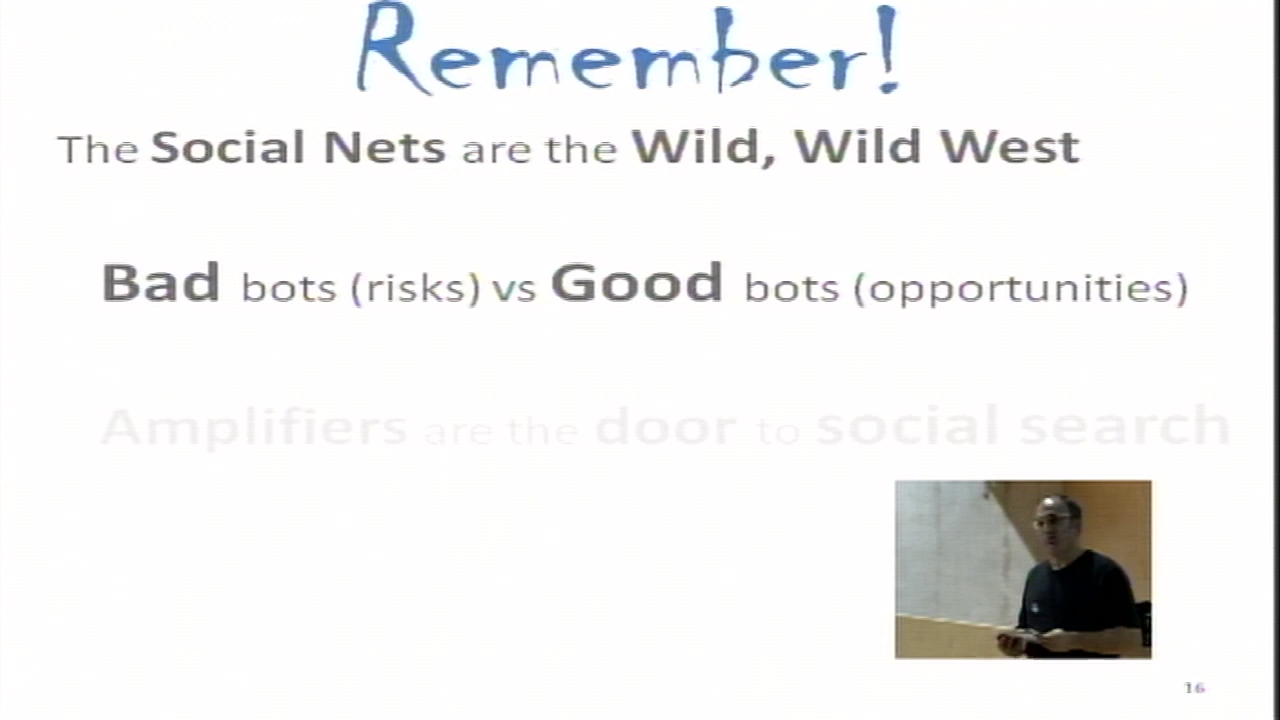 Remember!
The Social Nets are the Wild, Wild West
Bad bots (risks) vs Good bots (opportunities)
Amplifiers are the door to social search
16